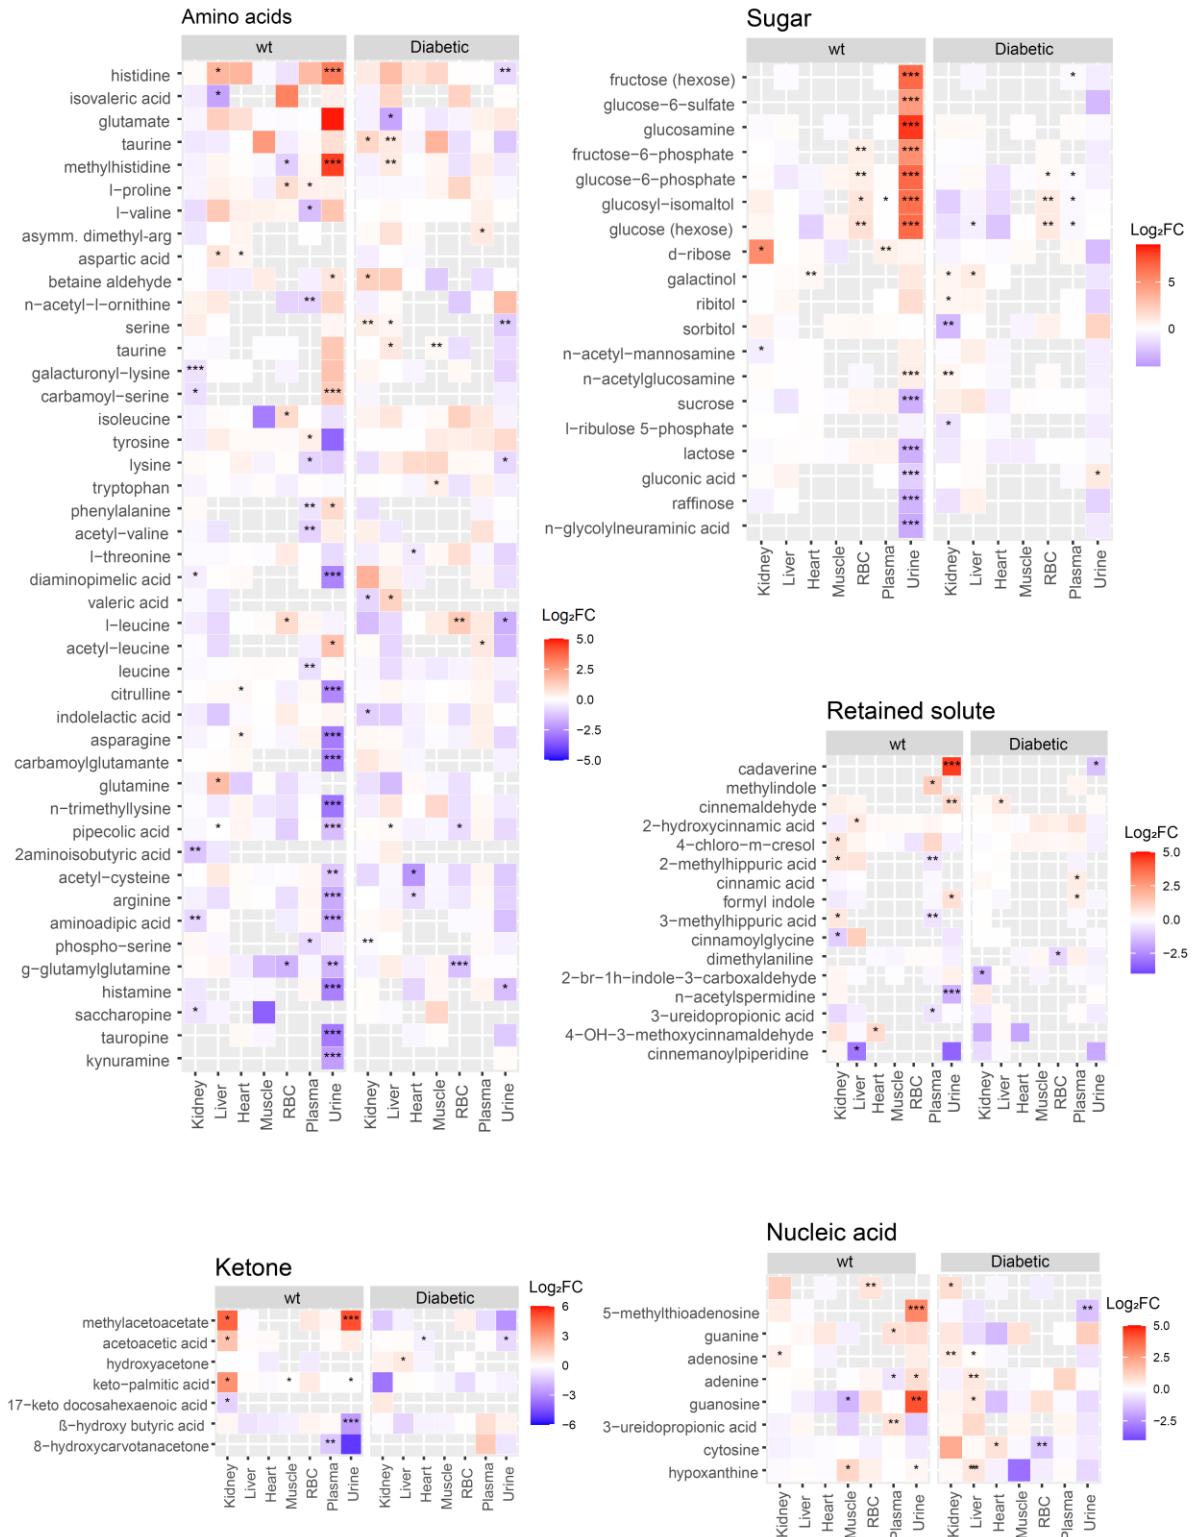 Amino acids
wt Diabetic
histidine * *** **
isovaleric acid *
glutamate *
taurine * **
methylhistidine * *** **
l-proline * *
l-valine *
asymm. dimethyl-arg *
aspartic acid * *
betaine aldehyde * *
n-acetyl-l-ornithine **
serine ** * **
taurine * **
galacturonyl-lysine ***
carbamoyl-serine * ***
isoleucine *
tyrosine *
lysine * *
tryptophan *
phenylalanine ** *
acetyl-valine **
l-threonine *
diaminopimelic acid * ***
valeric acid * *
l-leucine * ** *
acetyl-leucine * *
leucine **
citrulline * ***
indolelactic acid *
asparagine * ***
carbamoylglutamante ***
glutamine *
n-trimethyllysine ***
pipecolic acid * *** * *
2aminoisobutyric acid **
acetyl-cysteine ** *
arginine *** *
aminoadipic acid ** ***
phospho-serine * **
g-glutamylglutamine * ** ***
histamine *** *
saccharopine *
tauropine ***
kynuramine ***
Kidney Liver Heart Muscle RBC Plasma Urine Kidney Liver Heart Muscle RBC Plasma Urine
Log₂FC
5.0
2.5
0.0
−2.5
−5.0
Sugar
wt Diabetic
fructose (hexose) *** *
glucose-6-sulfate ***
glucosamine ***
fructose-6-phosphate ** ***
glucose-6-phosphate ** *** * *
glucosyl-isomaltol * * *** ** *
glucose (hexose) ** *** * ** *
d-ribose * **
galactinol ** * *
ribitol *
sorbitol **
n-acetyl-mannosamine *
n-acetylglucosamine *** **
sucrose ***
l-ribulose 5-phosphate *
lactose ***
gluconic acid *** *
raffinose ***
n-glycolylneuraminic acid ***
Kidney Liver Heart Muscle RBC Plasma Urine Kidney Liver Heart Muscle RBC Plasma Urine
Log₂FC
5
0
Retained solute
wt Diabetic
cadaverine *** *
methylindole *
cinnemaldehyde ** *
2-hydroxycinnamic acid *
4-chloro-m-cresol *
2-methylhippuric acid * **
cinnamic acid *
formyl indole * *
3-methylhippuric acid * **
cinnamoylglycine *
dimethylaniline *
2-br-1h-indole-3-carboxaldehyde *
n-acetylspermidine ***
3-ureidopropionic acid *
4-OH-3-methoxycinnamaldehyde *
cinnemanoylpiperidine *
Kidney Liver Heart Muscle RBC Plasma Urine Kidney Liver Heart Muscle RBC Plasma Urine
Log₂FC
5.0
2.5
0.0
−2.5
Ketone
wt Diabetic
methylacetoacetate * ***
acetoacetic acid * * *
hydroxyacetone *
keto-palmitic acid * * *
17-keto docosahexaenoic acid *
ß-hydroxy butyric acid ***
8-hydroxycarvotanacetone **
Kidney Liver Heart Muscle RBC Plasma Urine Kidney Liver Heart Muscle RBC Plasma Urine
Log₂FC
6
3
0
−3
−6
Nucleic acid
wt Diabetic
** *
5-methylthioadenosine *** **
guanine *
adenosine * ** *
adenine * * **
guanosine * ** *
3-ureidopropionic acid **
cytosine * **
hypoxanthine * * **
Kidney Liver Heart Muscle RBC Plasma Urine Kidney Liver Heart Muscle RBC Plasma Urine
Log₂FC
5.0
2.5
0.0
−2.5